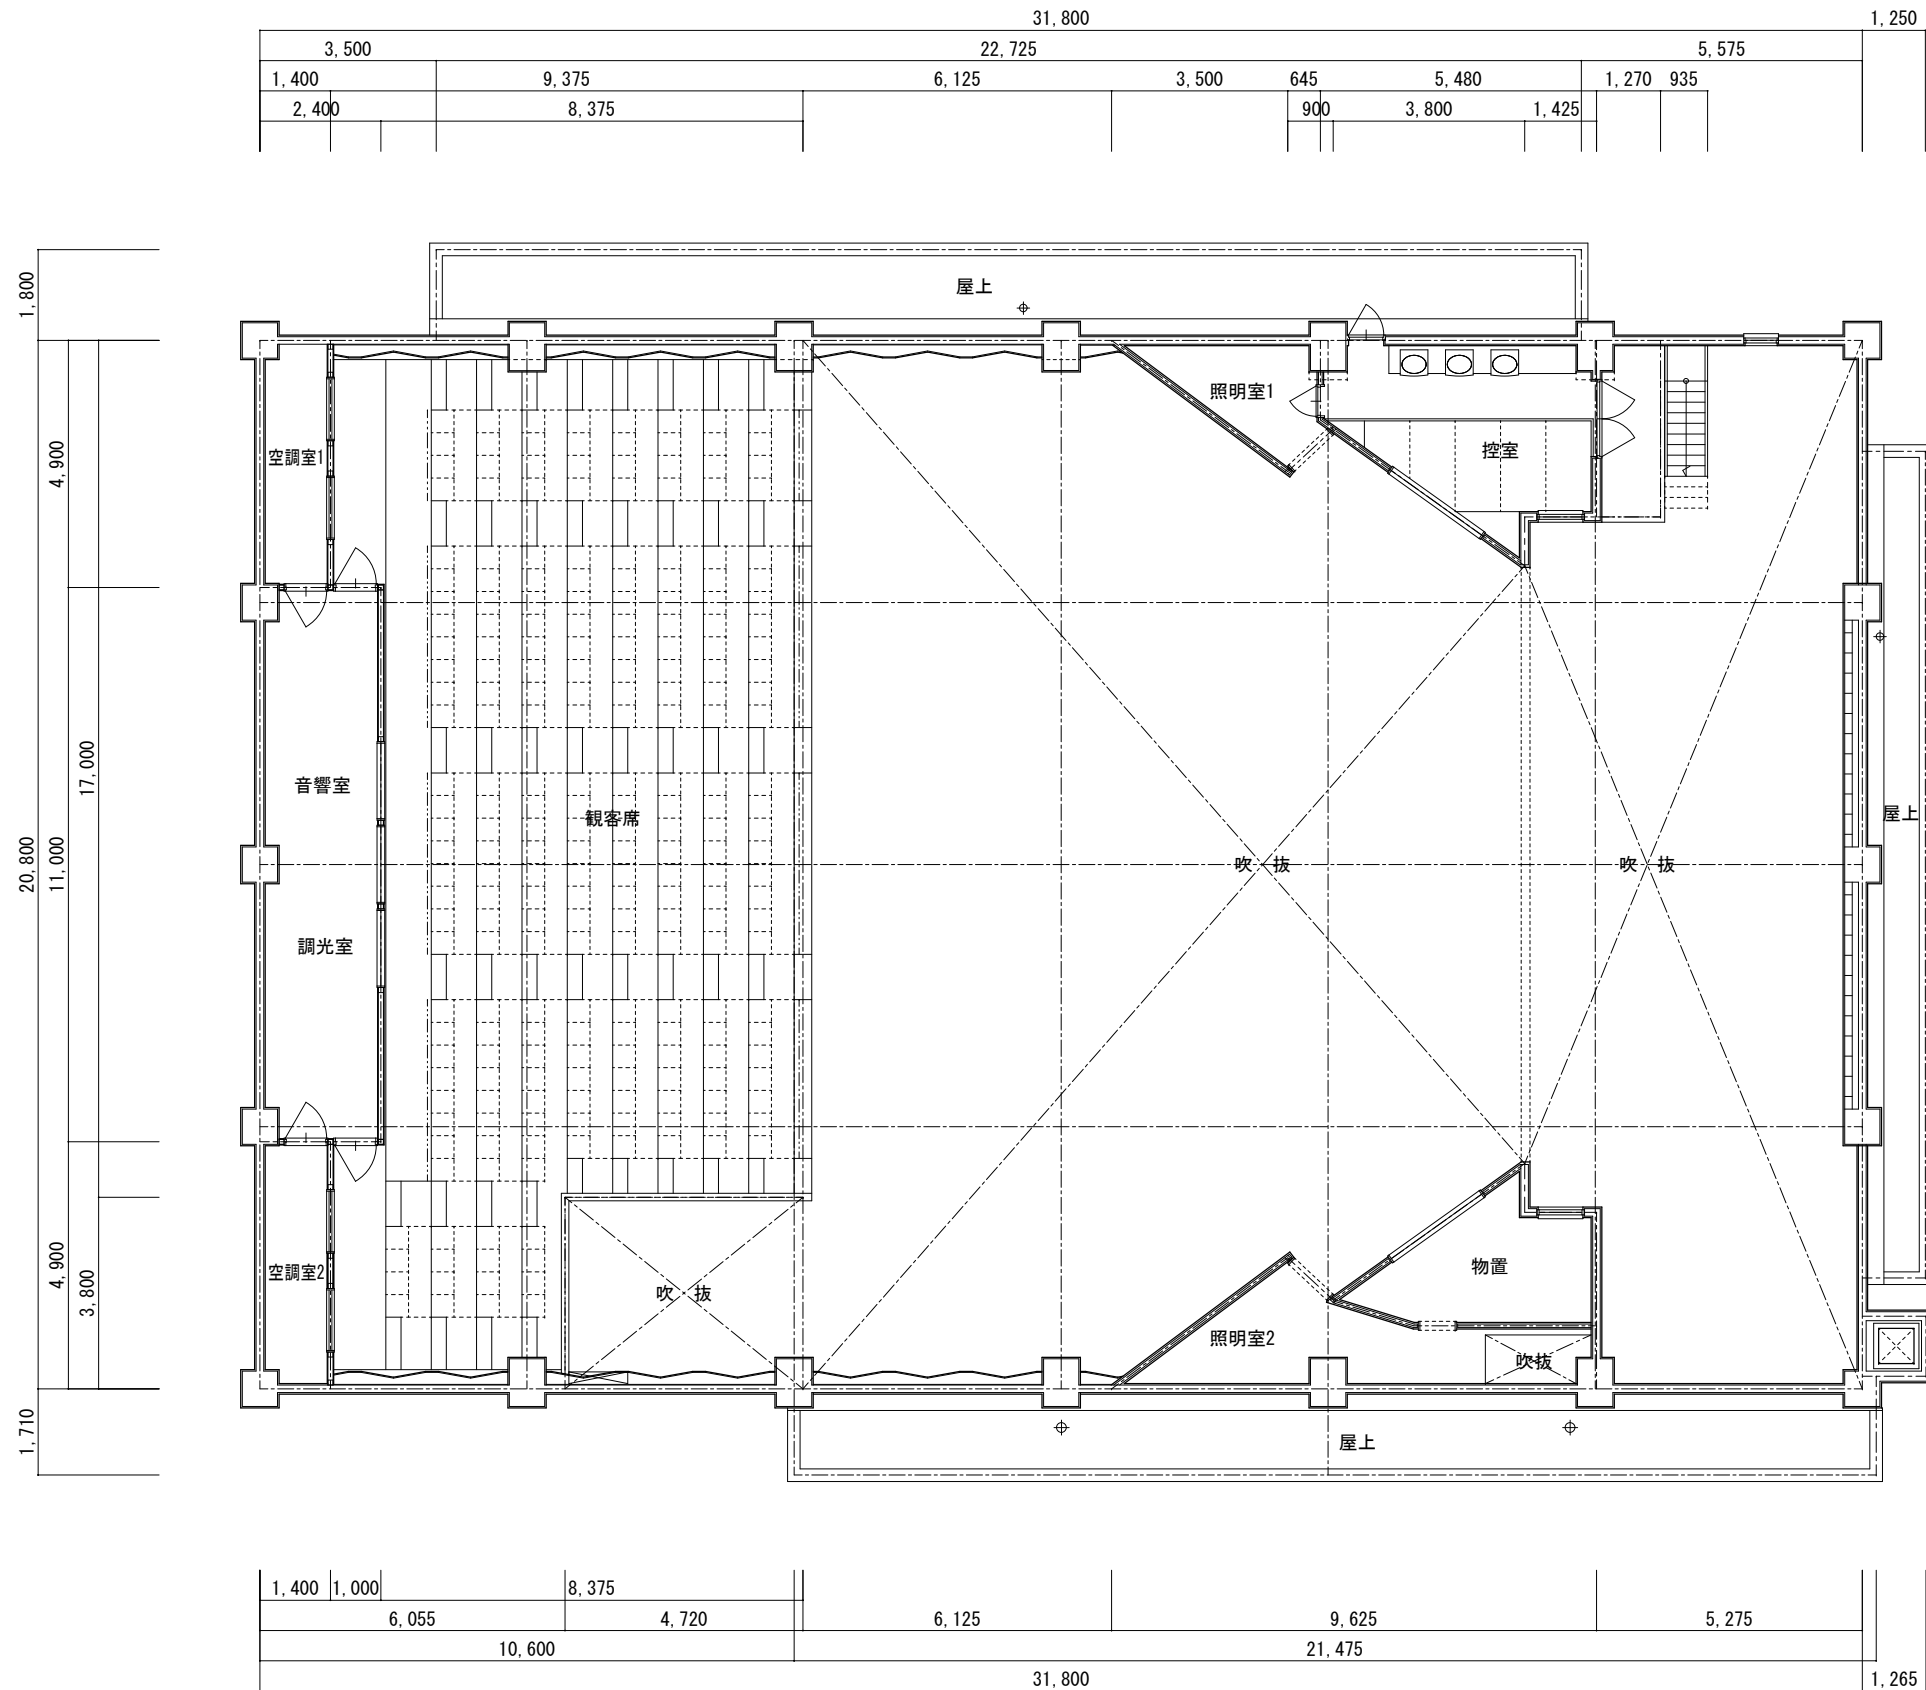 31,800 1,250
3,500 22,725 5,575
1,400 9,375 6,125 3,500 645 5,480 1,270 935
2,400 8,375 900 3,800 1,425
1,800
屋上
照明室1
空調室1
控室
4,900
音響室
17,000
観客席
屋上
20,800
11,000
吹 抜
吹 抜
調光室
4,900
3,800
空調2
吹 抜
物置
照明室2
吹抜
1,710
屋上
1,400 1,000 8,375
6,055 4,720 6,125 9,625 5,275
10,600 21,475
31,800 1,265